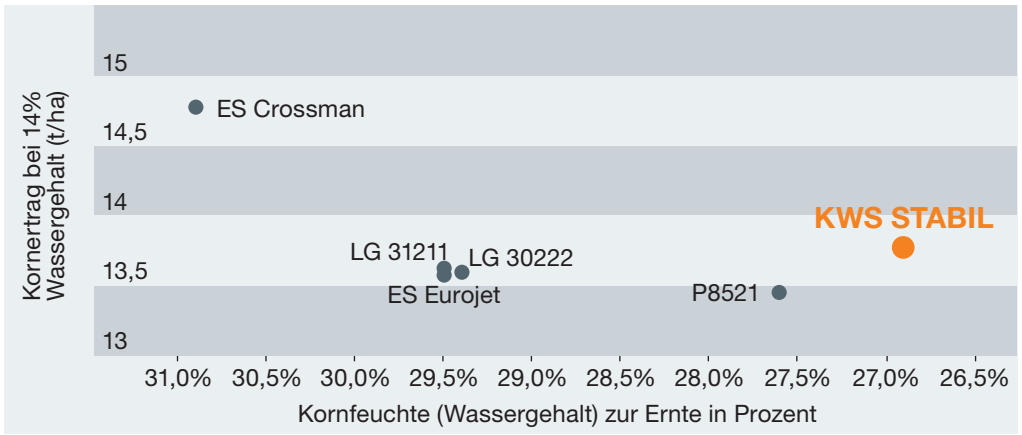 Kornertrag bei 14%
Wassergehalt (t/ha)
15
ES Crossman
14,5
14
KWS STABIL
LG 31211
LG 30222
13,5
ES Eurojet
P8521
13
31,0% 30,5% 30,0% 29,5% 29,0% 28,5% 28,0% 27,5% 27,0% 26,5%
Kornfeuchte (Wassergehalt) zur Ernte in Prozent